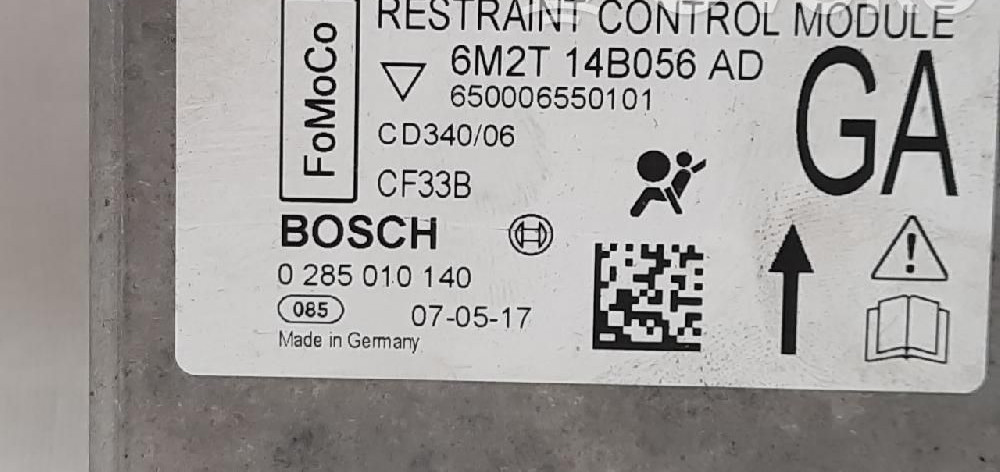 RESTRAINT CONTROL MODULE
FoMoCo
6M2T 14B056 AD
650006550101
GA
CD340/06
CF33B
BOSCH
0 285 010 140
085
07-05-17
Made in Germany